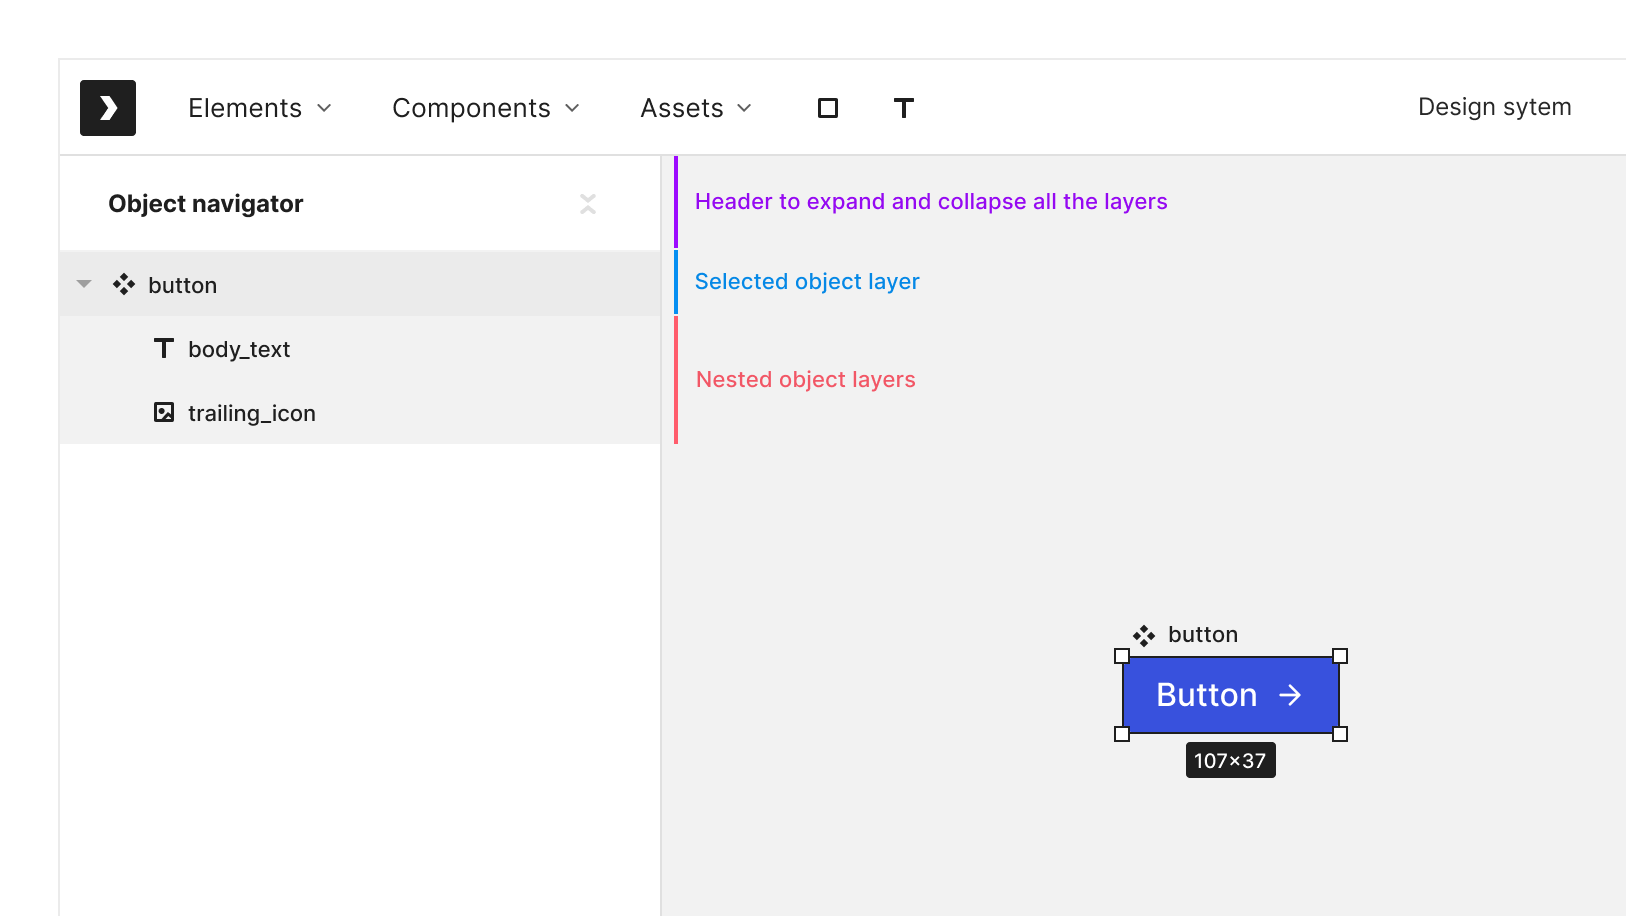 Elements
Components
Assets
Design sytem
Object navigator
Header to expand and collapse all the layers
button
Selected object layer
body_text
Nested object layers
trailing_icon
button
Button
107×37